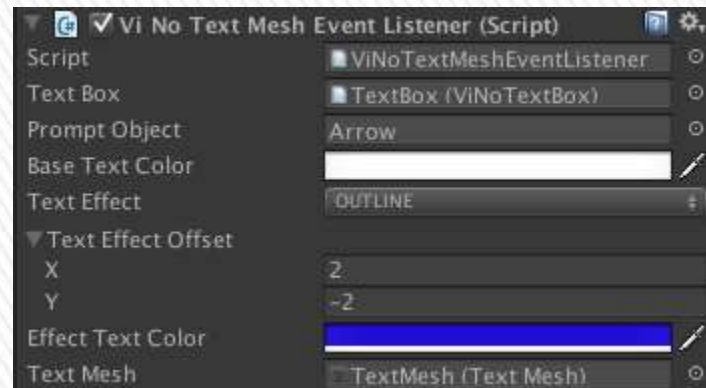 Vi No Text Mesh Event Listener (Script)
Script ViNoTextMeshEventListener
Text Box TextBox (ViNoTextBox)
Prompt Object Arrow
Base Text Color
Text Effect OUTLINE
Text Effect Offset
X 2
Y -2
Effect Text Color
Text Mesh TextMesh (Text Mesh)